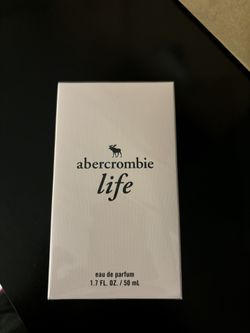 abercrombie
life
eau de parfum
1.7 FL. OZ. / 50 mL